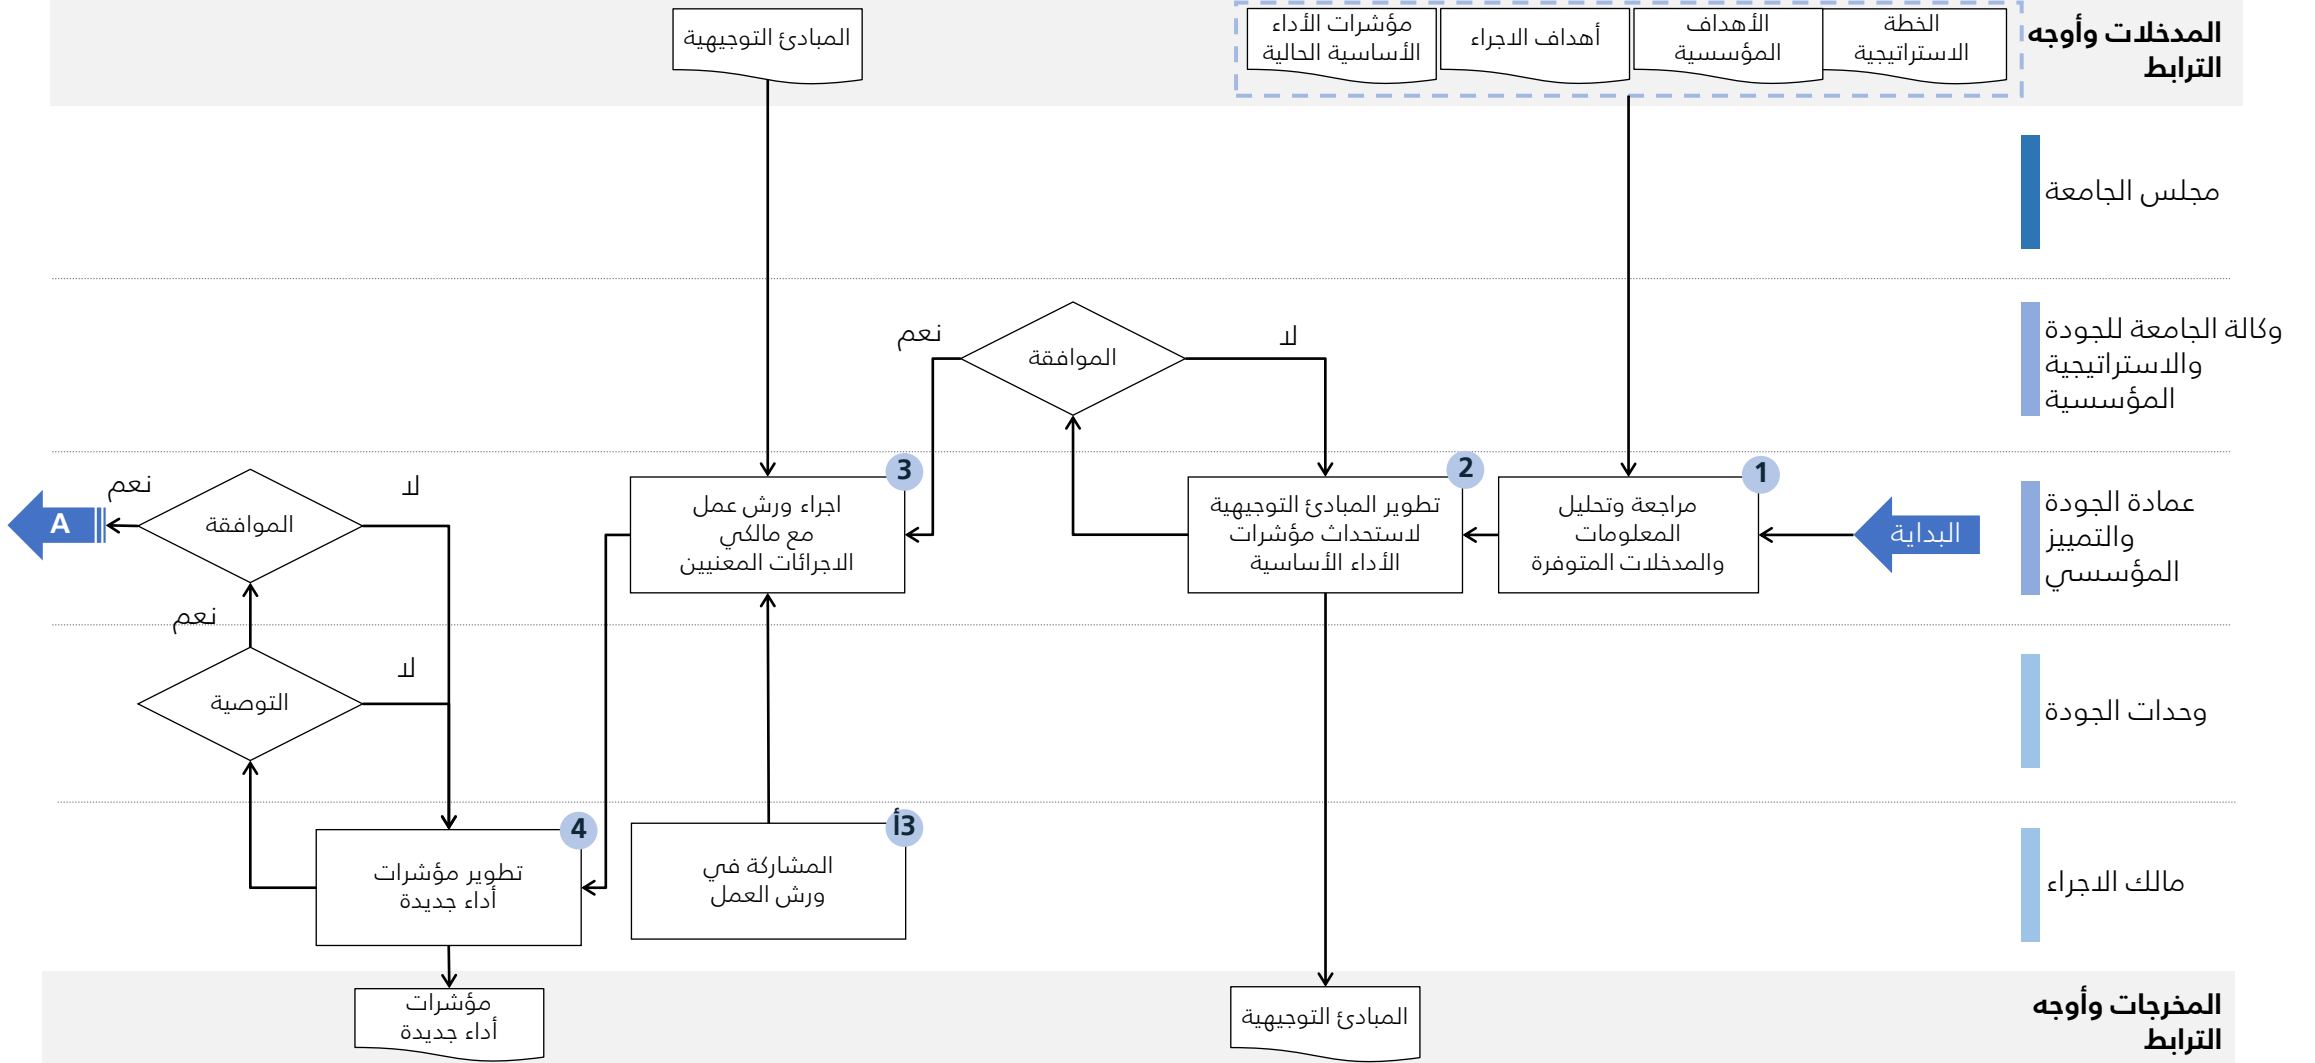 المدخلات وأوجه
الترابط
الخطة
الاستراتيجية
الأهداف
المؤسسية
أهداف الاجراء
مؤشرات الأداء
الأساسية الحالية
المبادئ التوجيهية
مجلس الجامعة
وكالة الجامعة للجودة
والاستراتيجية
المؤسسية
لا
الموافقة
نعم
عمادة الجودة
والتمييز
المؤسسي
البداية
1
مراجعة وتحليل
المعلومات
والمدخلات المتوفرة
2
تطوير المبادئ التوجيهية
لاستحداث مؤشرات
الأداء الأساسية
3
اجراء ورش عمل
مع مالكي
الاجرائات المعنيين
لا
الموافقة
نعم
A
نعم
وحدات الجودة
لا
التوصية
مالك الاجراء
3أ
المشاركة في
ورش العمل
4
تطوير مؤشرات
أداء جديدة
المخرجات وأوجه
الترابط
المبادئ التوجيهية
مؤشرات
أداء جديدة